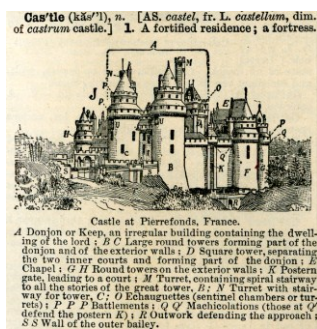 Cas'tle (kăs''l), n. [AS. castel, fr. L. castellum, dim.
of castrum castle.] 1. A fortified residence; a fortress.
A
M
J
P
P
H
O
E
P
Q
D
B
Q K
F
Castle at Pierrefonds, France.
A Donjon or Keep, an irregular building containing the dwell-
ing of the lord; B C Large round towers forming part of the
donjon and of the exterior walls; D Square tower, separating
the two inner courts and forming part of the donjon; E
Chapel; G H Round towers on the exterior walls; K Postern
gate, leading to a court; M Turret, containing spiral stairway
to all the stories of the great tower, B; N Turret with stair-
way for tower, C; O Echauguettes (sentinel chambers or tur-
rets); P P P Battlements; Q Q' Machicolations (those at Q'
defend the postern K); R Outwork defending the approach;
S S Wall of the outer bailey.